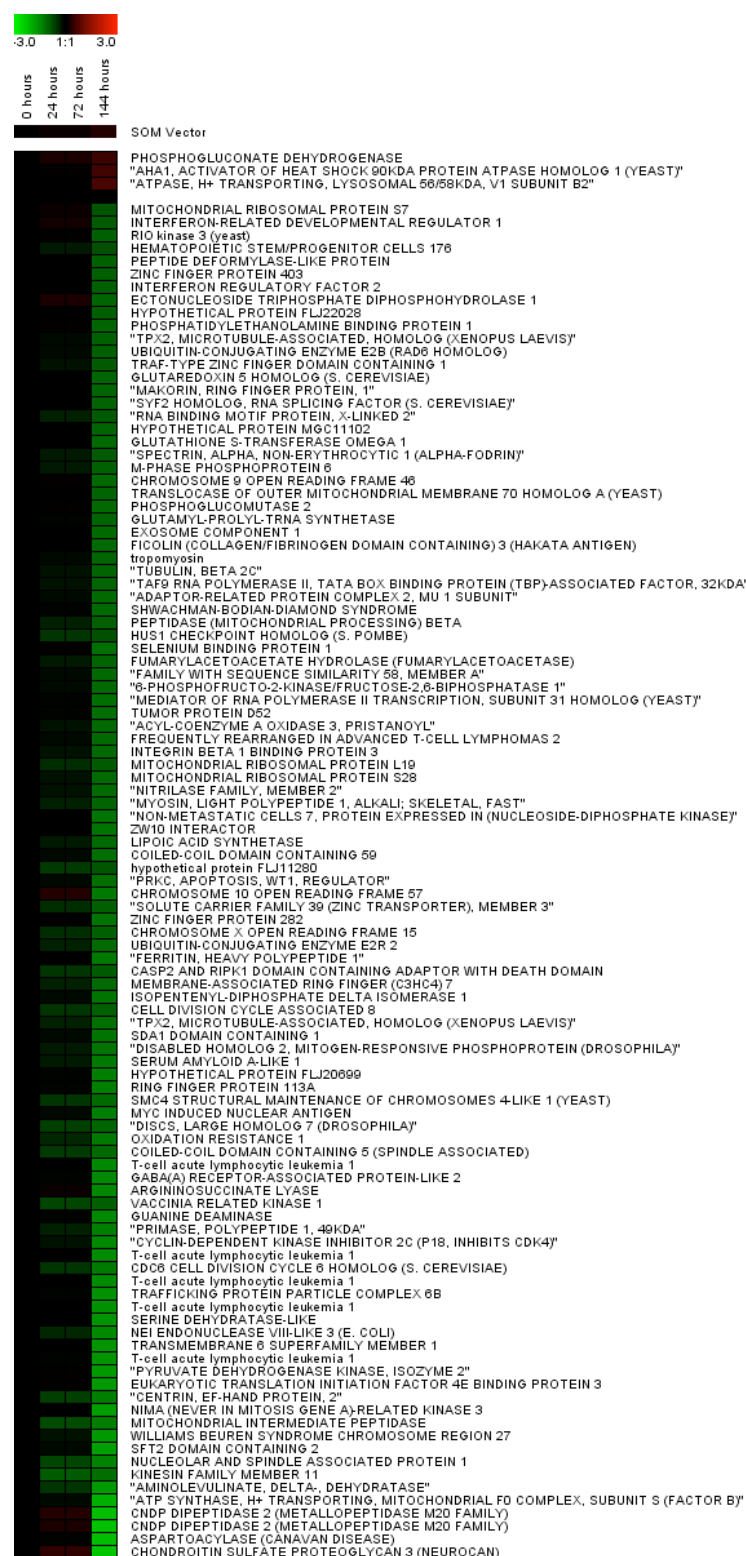 -3.0 1:1 3.0
0 hours
24 hours
72 hours
144 hours
SOM Vector
PHOSPHOGLUCONATE DEHYDROGENASE
"AHA1, ACTIVATOR OF HEAT SHOCK 90KDA PROTEIN ATPASE HOMOLOG 1 (YEAST)"
"ATPASE, H+ TRANSPORTING, LYSOSOMAL 56/58KDA, V1 SUBUNIT B2"
MITOCHONDRIAL RIBOSOMAL PROTEIN S7
INTERFERON-RELATED DEVELOPMENTAL REGULATOR 1
RIO kinase 3 (yeast)
HEMATOPOIETIC STEM/PROGENITOR CELLS 176
PEPTIDE DEFORMYLASE-LIKE PROTEIN
ZINC FINGER PROTEIN 403
INTERFERON REGULATORY FACTOR 2
ECTONUCLEOSIDE TRIPHOSPHATE DIPHOSPHOHYDROLASE 1
HYPOTHETICAL PROTEIN FLJ22028
PHOSPHATIDYLETHANOLAMINE BINDING PROTEIN 1
"TPX2, MICROTUBULE-ASSOCIATED, HOMOLOG (XENOPUS LAEVIS)"
UBIQUITIN-CONJUGATING ENZYME E2B (RAD6 HOMOLOG)
TRAF-TYPE ZINC FINGER DOMAIN CONTAINING 1
GLUTAREDOXIN 5 HOMOLOG (S. CEREVISIAE)
"MAKORIN, RING FINGER PROTEIN, 1"
"SYF2 HOMOLOG, RNA SPLICING FACTOR (S. CEREVISIAE)"
"RNA BINDING MOTIF PROTEIN, X-LINKED 2"
HYPOTHETICAL PROTEIN MGC11102
GLUTATHIONE S-TRANSFERASE OMEGA 1
"SPECTRIN, ALPHA, NON-ERYTHROCYTIC 1 (ALPHA-FODRIN)"
M-PHASE PHOSPHOPROTEIN 6
CHROMOSOME 9 OPEN READING FRAME 46
TRANSLOCASE OF OUTER MITOCHONDRIAL MEMBRANE 70 HOMOLOG A (YEAST)
PHOSPHOGLUCOMUTASE 2
GLUTAMYL-PROLYL-TRNA SYNTHETASE
EXOSOME COMPONENT 1
FICOLIN (COLLAGEN/FIBRINOGEN DOMAIN CONTAINING) 3 (HAKATA ANTIGEN)
tropomyosin
"TUBULIN, BETA 2C"
"TAF9 RNA POLYMERASE II, TATA BOX BINDING PROTEIN (TBP)-ASSOCIATED FACTOR, 32KDA"
"ADAPTOR-RELATED PROTEIN COMPLEX 2, MU 1 SUBUNIT"
SHWACHMAN-BODIAN-DIAMOND SYNDROME
PEPTIDASE (MITOCHONDRIAL PROCESSING) BETA
HUS1 CHECKPOINT HOMOLOG (S. POMBE)
SELENIUM BINDING PROTEIN 1
FUMARYLACETOACETATE HYDROLASE (FUMARYLACETOACETASE)
"FAMILY WITH SEQUENCE SIMILARITY 58, MEMBER A"
"6-PHOSPHOFRUCTO-2-KINASE/FRUCTOSE-2,6-BIPHOSPHATASE 1"
"MEDIATOR OF RNA POLYMERASE II TRANSCRIPTION, SUBUNIT 31 HOMOLOG (YEAST)"
TUMOR PROTEIN D52
"ACYL-COENZYME A OXIDASE 3, PRISTANOYL"
FREQUENTLY REARRANGED IN ADVANCED T-CELL LYMPHOMAS 2
INTEGRIN BETA 1 BINDING PROTEIN 3
MITOCHONDRIAL RIBOSOMAL PROTEIN L19
MITOCHONDRIAL RIBOSOMAL PROTEIN S28
"NITRILASE FAMILY, MEMBER 2"
"MYOSIN, LIGHT POLYPEPTIDE 1, ALKALI; SKELETAL, FAST"
"NON-METASTATIC CELLS 7, PROTEIN EXPRESSED IN (NUCLEOSIDE-DIPHOSPHATE KINASE)"
ZW10 INTERACTOR
LIPOIC ACID SYNTHETASE
COILED-COIL DOMAIN CONTAINING 59
hypothetical protein FLJ11280
"PRKC, APOPTOSIS, WT1, REGULATOR"
CHROMOSOME 10 OPEN READING FRAME 57
"SOLUTE CARRIER FAMILY 39 (ZINC TRANSPORTER), MEMBER 3"
ZINC FINGER PROTEIN 282
CHROMOSOME X OPEN READING FRAME 15
UBIQUITIN-CONJUGATING ENZYME E2R 2
"FERRITIN, HEAVY POLYPEPTIDE 1"
CASP2 AND RIPK1 DOMAIN CONTAINING ADAPTOR WITH DEATH DOMAIN
MEMBRANE-ASSOCIATED RING FINGER (C3HC4) 7
ISOPENTENYL-DIPHOSPHATE DELTA ISOMERASE 1
CELL DIVISION CYCLE ASSOCIATED 8
"TPX2, MICROTUBULE-ASSOCIATED, HOMOLOG (XENOPUS LAEVIS)"
SDA1 DOMAIN CONTAINING 1
"DISABLED HOMOLOG 2, MITOGEN-RESPONSIVE PHOSPHOPROTEIN (DROSOPHILA)"
SERUM AMYLOID A-LIKE 1
HYPOTHETICAL PROTEIN FLJ20699
RING FINGER PROTEIN 113A
SMC4 STRUCTURAL MAINTENANCE OF CHROMOSOMES 4-LIKE 1 (YEAST)
MYC INDUCED NUCLEAR ANTIGEN
"DISCS, LARGE HOMOLOG 7 (DROSOPHILA)"
OXIDATION RESISTANCE 1
COILED-COIL DOMAIN CONTAINING 5 (SPINDLE ASSOCIATED)
T-cell acute lymphocytic leukemia 1
GABA(A) RECEPTOR-ASSOCIATED PROTEIN-LIKE 2
ARGININOSUCCINATE LYASE
VACCINIA RELATED KINASE 1
GUANINE DEAMINASE
"PRIMASE, POLYPEPTIDE 1, 49KDA"
"CYCLIN-DEPENDENT KINASE INHIBITOR 2C (P18, INHIBITS CDK4)"
T-cell acute lymphocytic leukemia 1
CDC6 CELL DIVISION CYCLE 6 HOMOLOG (S. CEREVISIAE)
T-cell acute lymphocytic leukemia 1
TRAFFICKING PROTEIN PARTICLE COMPLEX 6B
T-cell acute lymphocytic leukemia 1
SERINE DEHYDRATASE-LIKE
NEI ENDONUCLEASE VIII-LIKE 3 (E. COLI)
TRANSMEMBRANE 6 SUPERFAMILY MEMBER 1
T-cell acute lymphocytic leukemia 1
"PYRUVATE DEHYDROGENASE KINASE, ISOZYME 2"
EUKARYOTIC TRANSLATION INITIATION FACTOR 4E BINDING PROTEIN 3
"CENTRIN, EF-HAND PROTEIN, 2"
NIMA (NEVER IN MITOSIS GENE A)-RELATED KINASE 3
MITOCHONDRIAL INTERMEDIATE PEPTIDASE
WILLIAMS BEUREN SYNDROME CHROMOSOME REGION 27
SFT2 DOMAIN CONTAINING 2
NUCLEOLAR AND SPINDLE ASSOCIATED PROTEIN 1
KINESIN FAMILY MEMBER 11
"AMINOLEVULINATE, DELTA-, DEHYDRATASE"
"ATP SYNTHASE, H+ TRANSPORTING, MITOCHONDRIAL F0 COMPLEX, SUBUNIT S (FACTOR B)"
CNDP DIPEPTIDASE 2 (METALLOPEPTIDASE M20 FAMILY)
CNDP DIPEPTIDASE 2 (METALLOPEPTIDASE M20 FAMILY)
ASPARTOACYLASE (CANAVAN DISEASE)
CHONDROITIN SULFATE PROTEOGLYCAN 3 (NEUROCAN)